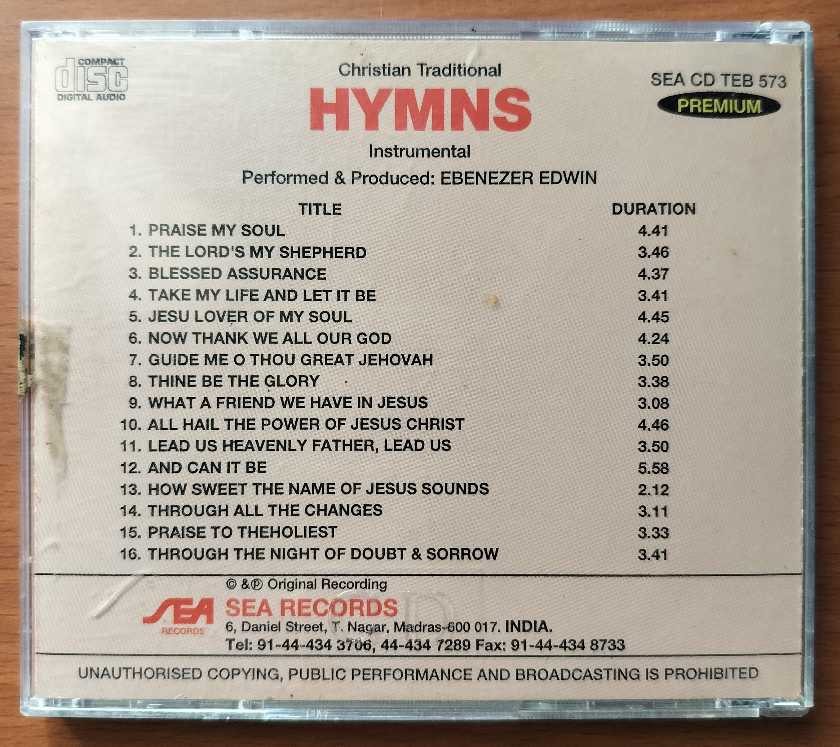 COMPACT
disc
DIGITAL AUDIO
Christian Traditional
SEA CD TEB 573
HYMNS
PREMIUM
Instrumental
Performed & Produced: EBENEZER EDWIN
TITLE DURATION
1. PRAISE MY SOUL 4.41
2. THE LORD'S MY SHEPHERD 3.46
3. BLESSED ASSURANCE 4.37
4. TAKE MY LIFE AND LET IT BE 3.41
5. JESU LOVER OF MY SOUL 4.45
6. NOW THANK WE ALL OUR GOD 4.24
7. GUIDE ME O THOU GREAT JEHOVAH 3.50
8. THINE BE THE GLORY 3.38
9. WHAT A FRIEND WE HAVE IN JESUS 3.08
10. ALL HAIL THE POWER OF JESUS CHRIST 4.46
11. LEAD US HEAVENLY FATHER, LEAD US 3.50
12. AND CAN IT BE 5.58
13. HOW SWEET THE NAME OF JESUS SOUNDS 2.12
14. THROUGH ALL THE CHANGES 3.11
15. PRAISE TO THEHOLIEST 3.33
16. THROUGH THE NIGHT OF DOUBT & SORROW 3.41
© &℗ Original Recording
SEA RECORDS
SEA RECORDS
6, Daniel Street, T. Nagar, Madras-600 017. INDIA.
Tel: 91-44-434 3706, 44-434 7289 Fax: 91-44-434 8733
UNAUTHORISED COPYING, PUBLIC PERFORMANCE AND BROADCASTING IS PROHIBITED